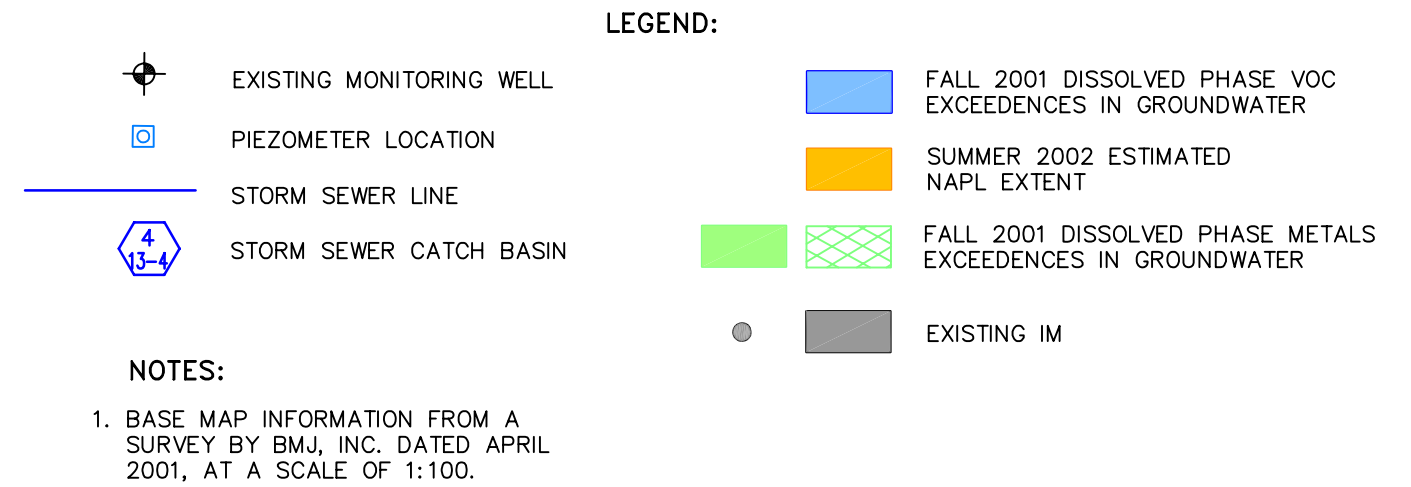 LEGEND:
EXISTING MONITORING WELL
PIEZOMETER LOCATION
STORM SEWER LINE
4
13-4
STORM SEWER CATCH BASIN
FALL 2001 DISSOLVED PHASE VOC
EXCEEDENCES IN GROUNDWATER
SUMMER 2002 ESTIMATED
NAPL EXTENT
FALL 2001 DISSOLVED PHASE METALS
EXCEEDENCES IN GROUNDWATER
EXISTING IM
NOTES:
1. BASE MAP INFORMATION FROM A
SURVEY BY BMJ, INC. DATED APRIL
2001, AT A SCALE OF 1:100.